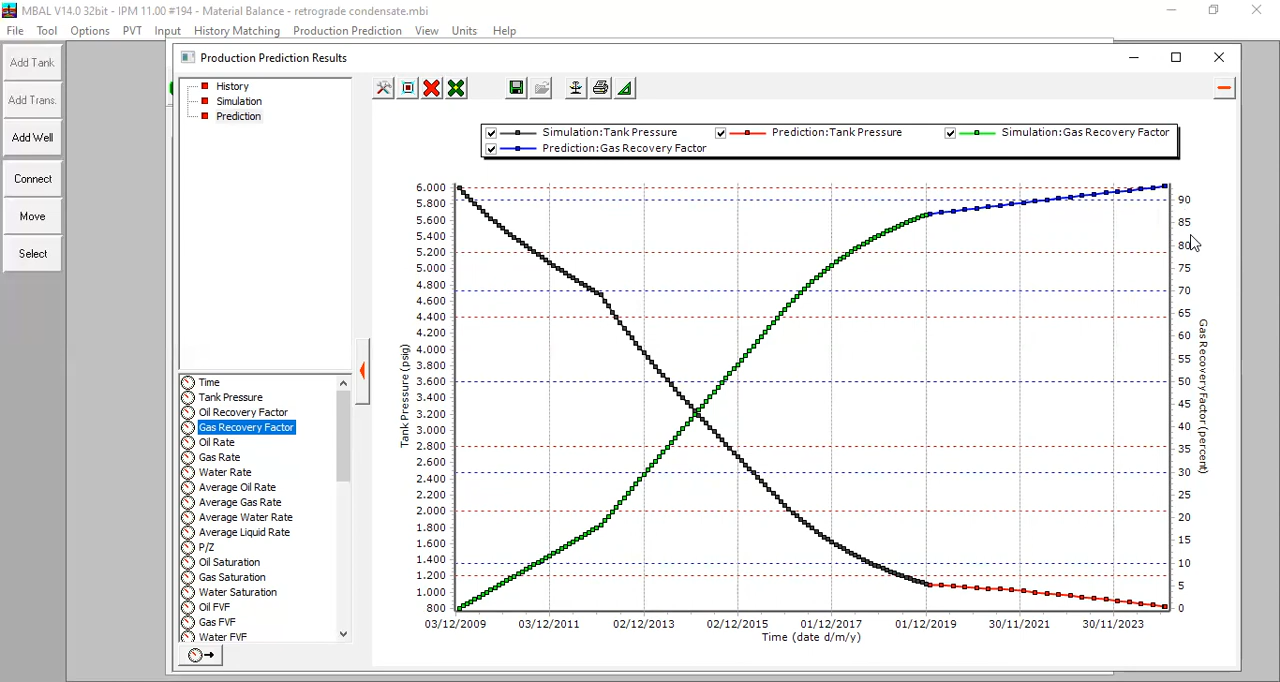 MBAL V14.0 32bit - IPM 11.00 #194 - Material Balance - retrograde condensate.mbi
File Tool Options PVT Input History Matching Production Prediction View Units Help
Add Tank
Add Trans.
Add Well
Connect
Move
Select
Production Prediction Results
History
Simulation
Prediction
Time
Tank Pressure
Oil Recovery Factor
Gas Recovery Factor
Oil Rate
Gas Rate
Water Rate
Average Oil Rate
Average Gas Rate
Average Water Rate
Average Liquid Rate
P/Z
Oil Saturation
Gas Saturation
Water Saturation
Oil FVF
Gas FVF
Water FVF
Simulation:Tank Pressure Prediction:Tank Pressure Simulation:Gas Recovery Factor
Prediction:Gas Recovery Factor
Tank Pressure (psig)
6.000
5.800
5.600
5.400
5.200
5.000
4.800
4.600
4.400
4.200
4.000
3.800
3.600
3.400
3.200
3.000
2.800
2.600
2.400
2.200
2.000
1.800
1.600
1.400
1.200
1.000
800
90
85
80
75
70
65
60
55
50
45
40
35
30
25
20
15
10
5
0
Gas Recovery Factor (percent)
03/12/2009 03/12/2011 02/12/2013 02/12/2015 01/12/2017 01/12/2019 30/11/2021 30/11/2023
Time (date d/m/y)